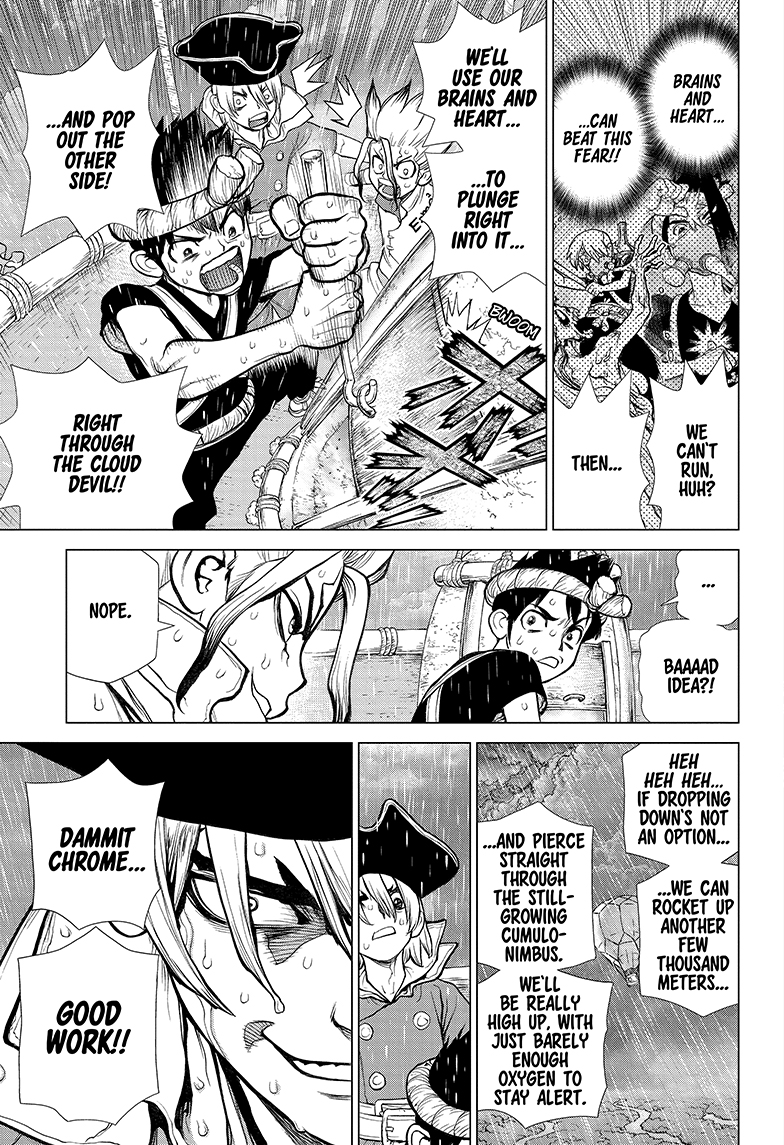 BRAINS
AND
HEART...
...CAN
BEAT THIS
FEAR!!
WE
CAN'T
RUN,
HUH?
THEN...
WE'LL
USE OUR
BRAINS AND
HEART...
...TO
PLUNGE
RIGHT
INTO IT...
...AND POP
OUT THE
OTHER
SIDE!
RIGHT
THROUGH
THE CLOUD
DEVIL!!
BWOOM
...
BAAAAD
IDEA?!
NOPE.
HEH
HEH HEH...
IF DROPPING
DOWN'S NOT
AN OPTION...
...WE CAN
ROCKET UP
ANOTHER
FEW
THOUSAND
METERS...
...AND PIERCE
STRAIGHT
THROUGH
THE STILL-
GROWING
CUMULO-
NIMBUS.
WE'LL
BE REALLY
HIGH UP, WITH
JUST BARELY
ENOUGH
OXYGEN TO
STAY ALERT.
DAMMIT
CHROME...
GOOD
WORK!!